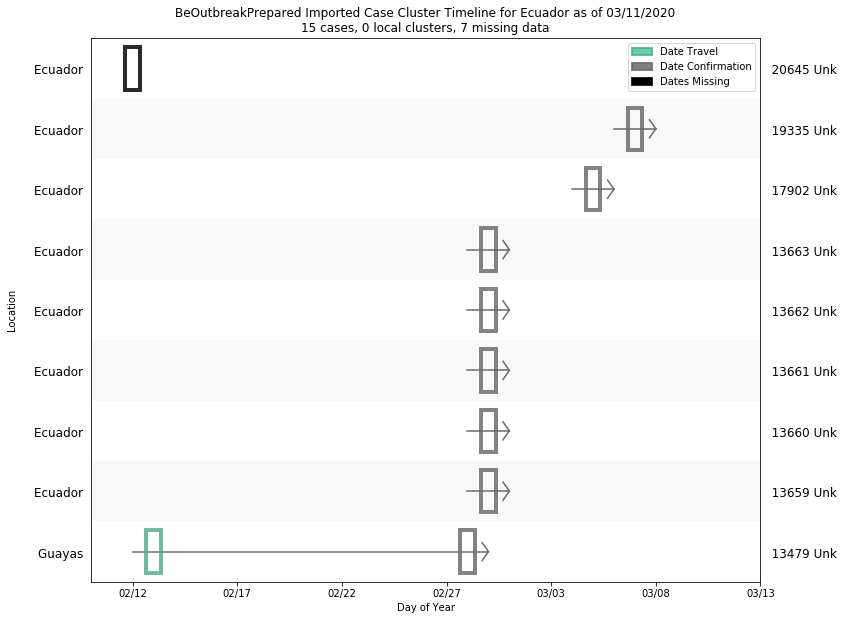 BeOutbreakPrepared Imported Case Cluster Timeline for Ecuador as of 03/11/2020
15 cases, 0 local clusters, 7 missing data
Date Travel
Date Confirmation
Dates Missing
Ecuador 20645 Unk
Ecuador 19335 Unk
Ecuador 17902 Unk
Ecuador 13663 Unk
Ecuador 13662 Unk
Ecuador 13661 Unk
Ecuador 13660 Unk
Ecuador 13659 Unk
Guayas 13479 Unk
Location
02/12 02/17 02/22 02/27 03/03 03/08 03/13
Day of Year